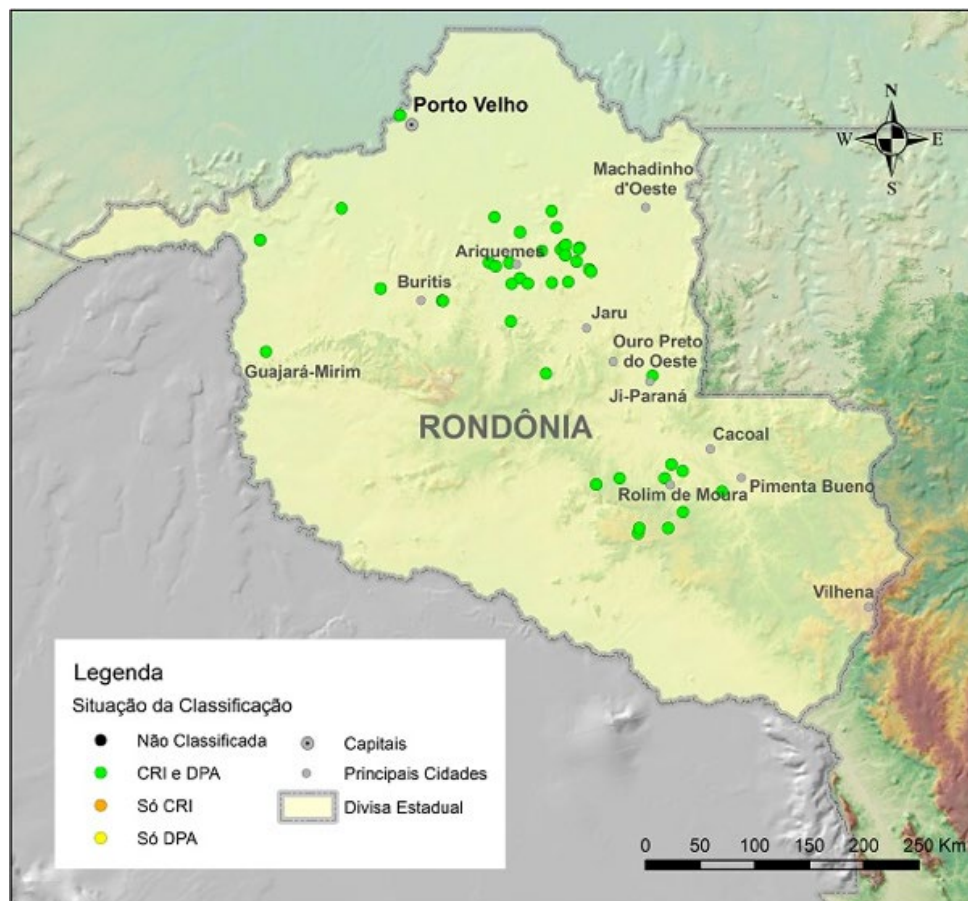 Porto Velho
N
W
E
S
Machadinho
d'Oeste
Ariquemes
Buritis
Jaru
Ouro Preto
do Oeste
Guajará-Mirim
Ji-Paraná
RONDÔNIA
Cacoal
Rolim de Moura
Pimenta Bueno
Vilhena
Legenda
Situação da Classificação
Não Classificada
CRI e DPA
Só CRI
Só DPA
Capitais
Principais Cidades
Divisa Estadual
0 50 100 150 200 250 Km